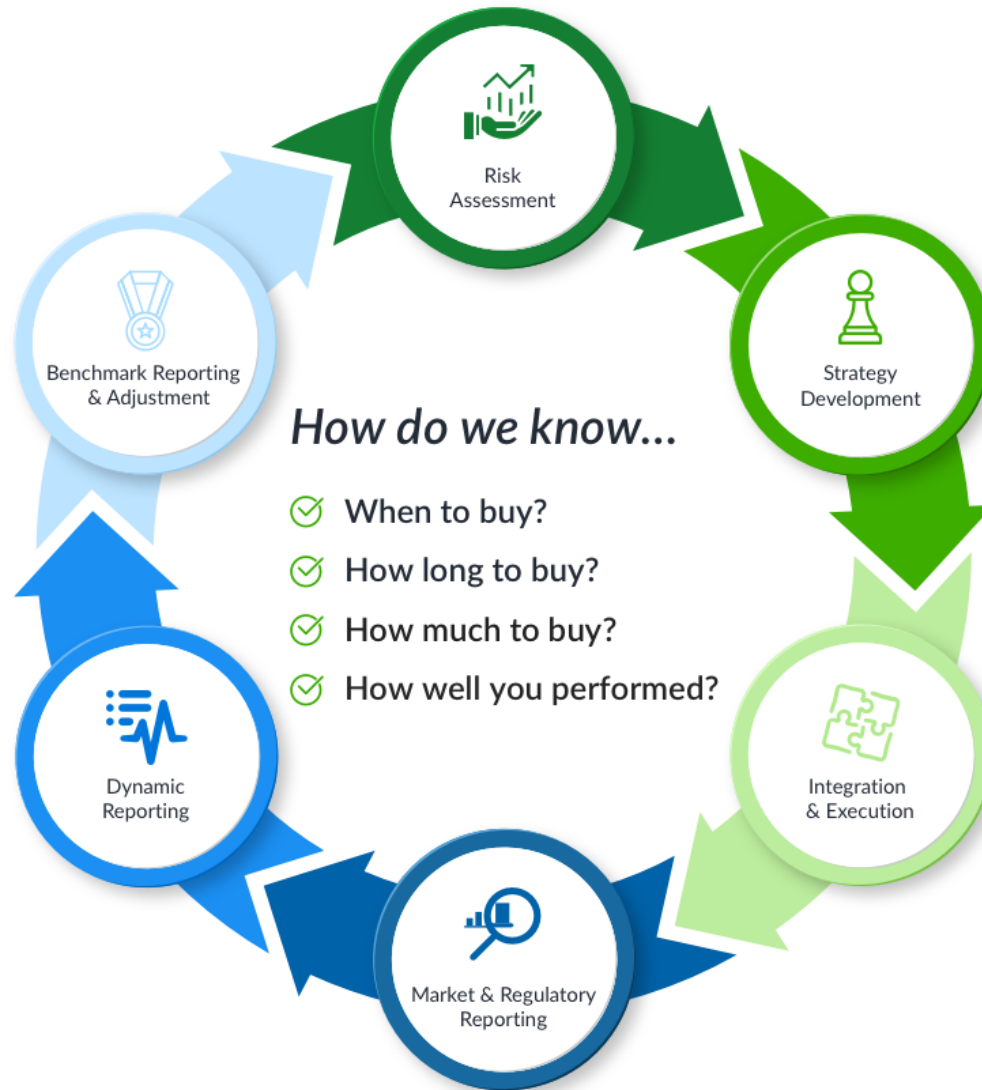 Risk
Assessment
Strategy
Development
Integration
& Execution
Market & Regulatory
Reporting
Dynamic
Reporting
Benchmark Reporting
& Adjustment
How do we know...
When to buy?
How long to buy?
How much to buy?
How well you performed?